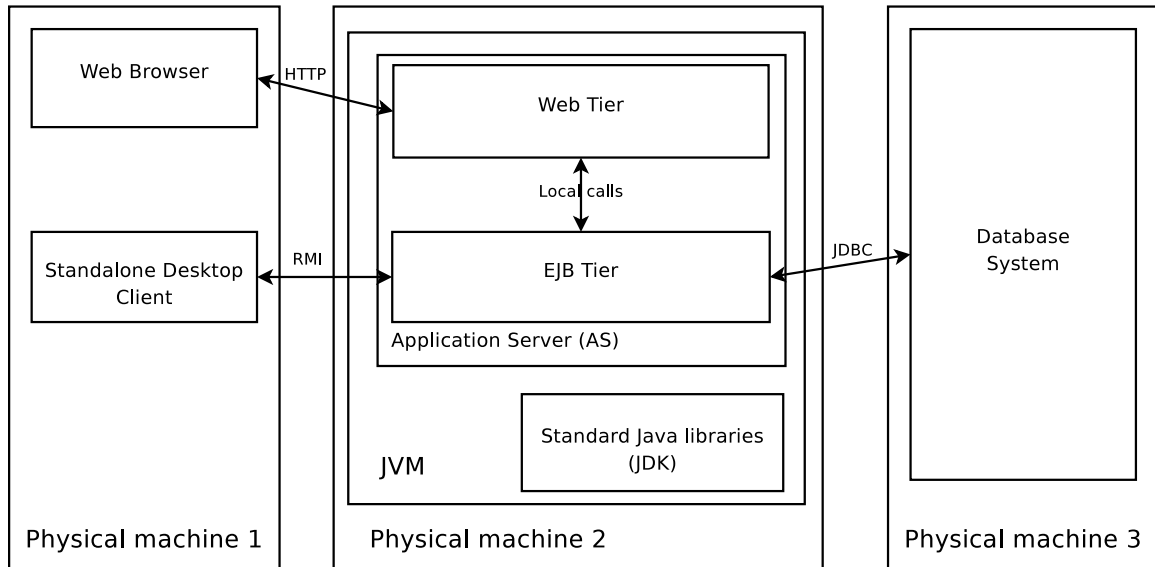 Web Browser
HTTP
Web Tier
Local calls
Standalone Desktop
Client
RMI
EJB Tier
JDBC
Database
System
Application Server (AS)
Standard Java libraries
(JDK)
JVM
Physical machine 1
Physical machine 2
Physical machine 3